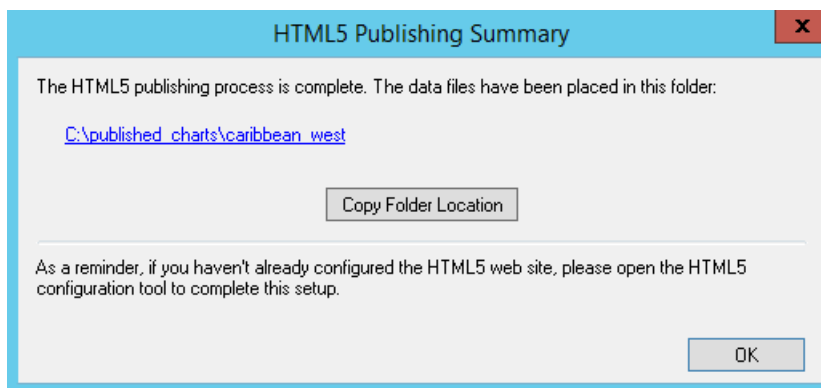 HTML5 Publishing Summary
x
The HTML5 publishing process is complete. The data files have been placed in this folder:
C:\published_charts\caribbean_west
Copy Folder Location
As a reminder, if you haven't already configured the HTML5 web site, please open the HTML5
configuration tool to complete this setup.
OK